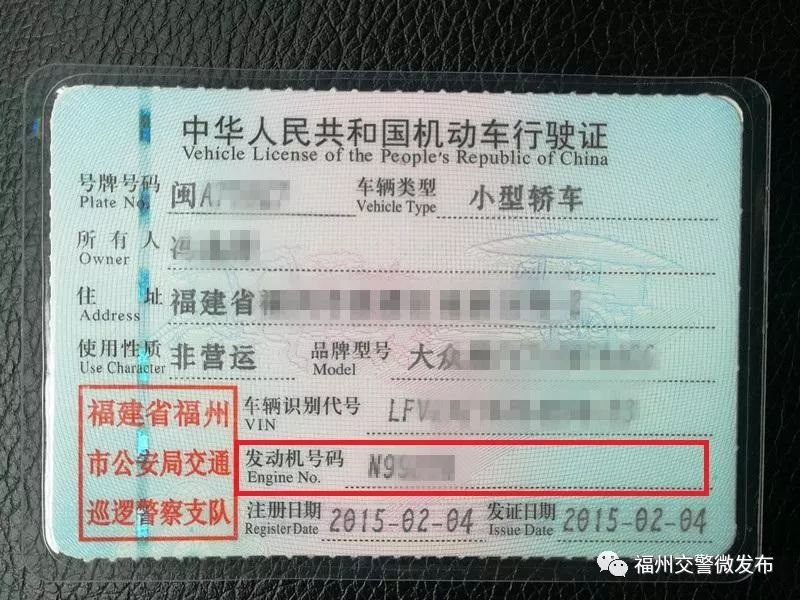 中华人民共和国机动车行驶证
Vehicle License of the People's Republic of China
号牌号码 闽A 车辆类型 小型轿车
Plate No. Vehicle Type
所有人
Owner
住址 福建省福
Address
使用性质 非营运 品牌型号 大众
Use Character Model
福建省福州
市公安局交通
巡逻警察支队
车辆识别代号 LFV
VIN
发动机号码 N99
Engine No.
注册日期 2015-02-04 发证日期 2015-02-04
Register Date Issue Date
福州交警微发布